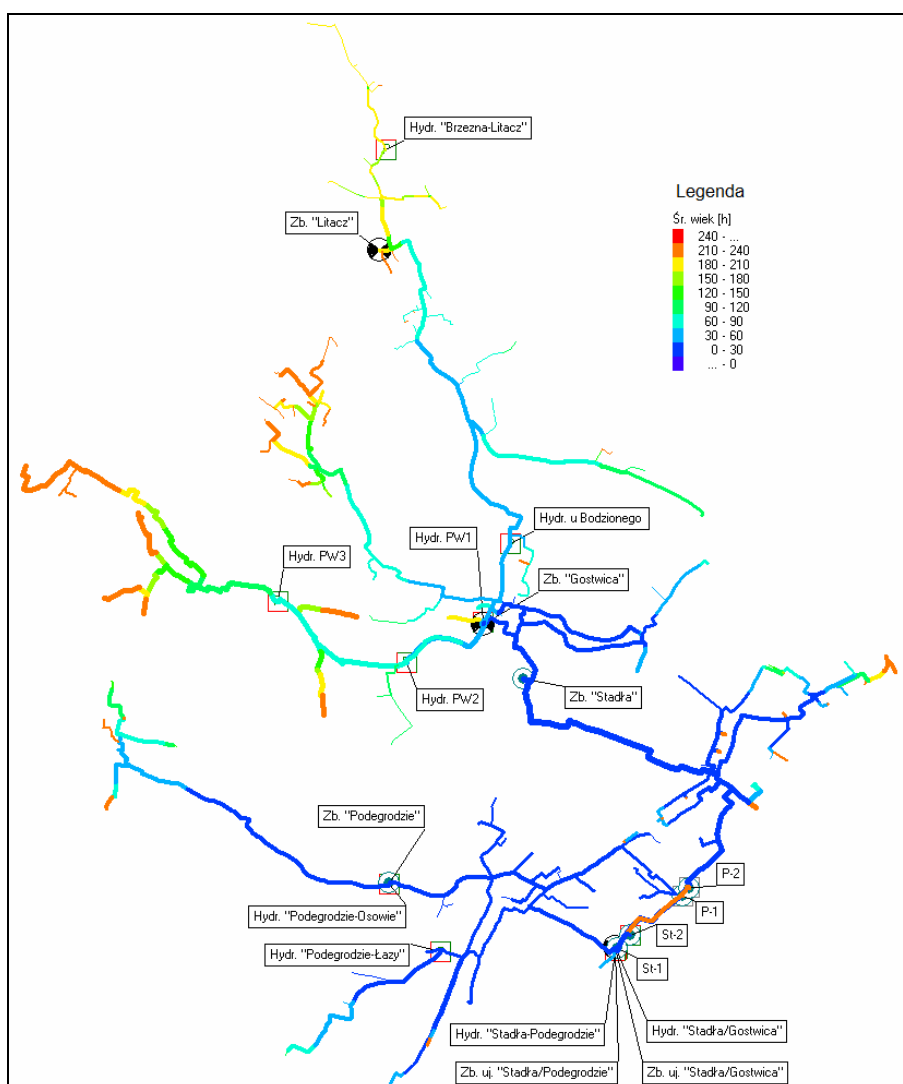 Hydr. "Brzezna-Litacz"
Legenda
Zb. "Litacz"
Śr. wiek [h]
240 - ...
210 - 240
180 - 210
150 - 180
120 - 150
90 - 120
60 - 90
30 - 60
0 - 30
... - 0
Hydr. u Bodzionego
Hydr. PW1
Hydr. PW3
Zb. "Gostwica"
Hydr. PW2
Zb. "Stadła"
Zb. "Podegrodzie"
P-2
Hydr. "Podegrodzie-Osowie"
P-1
St-2
Hydr. "Podegrodzie-Łazy"
St-1
Hydr. "Stadła-Podegrodzie"
Hydr. "Stadła/Gostwica"
Zb. uj. "Stadła/Podegrodzie"
Zb. uj. "Stadła/Gostwica"